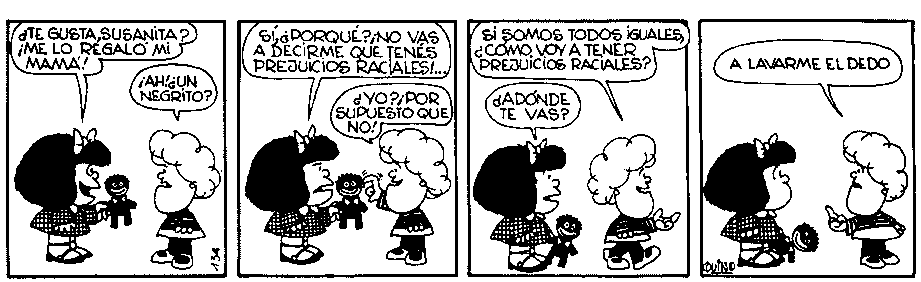 ¿TE GUSTA, SUSANITA?
¡ME LO REGALÓ MI
MAMÁ!
¡AH! ¿UN
NEGRITO?
134
SÍ, ¿PORQUÉ? ¡NO VAS
A DECIRME QUE TENÉS
PREJUICIOS RACIALES!...
¿YO? ¡POR
SUPUESTO QUE
NO!
SI SOMOS TODOS IGUALES,
¿CÓMO VOY A TENER
PREJUICIOS RACIALES?
¿ADÓNDE
TE VAS?
A LAVARME EL DEDO
QUINO